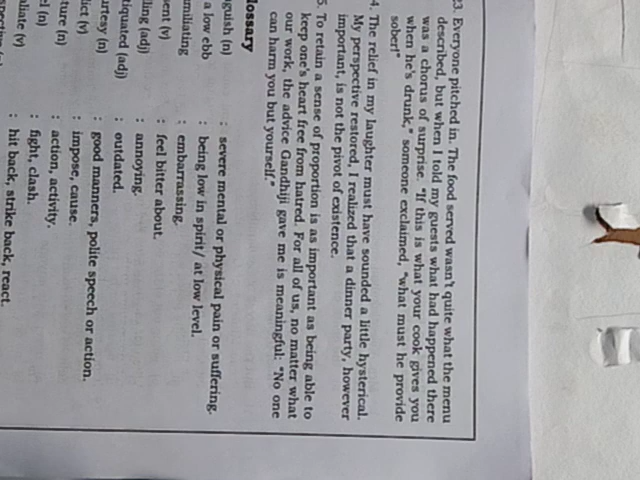 23. Everyone pitched in. The food served wasn't quite what the menu
described, but when I told my guests what had happened there
was a chorus of surprise. "If this is what your cook gives you
when he's drunk," someone exclaimed, "what must he provide
sober!"
4. The relief in my laughter must have sounded a little hysterical.
My perspective restored, I realized that a dinner party, however
important, is not the pivot of existence.
5. To retain a sense of proportion is as important as being able to
keep one's heart free from hatred. For all of us, no matter what
our work, the advice Gandhiji gave me is meaningful: "No one
can harm you but yourself."
lossary
guish (n) : severe mental or physical pain or suffering.
a low ebb : being low in spirit/ at low level.
miliating : embarrassing.
sent (v) : feel bitter about.
lling (adj) : annoying.
tiquated (adj) : outdated.
rtesy (n) : good manners, polite speech or action.
lict (v) : impose, cause.
ture (n) : action, activity.
el (n) : fight, clash.
aliate (v) : hit back, strike back, react.